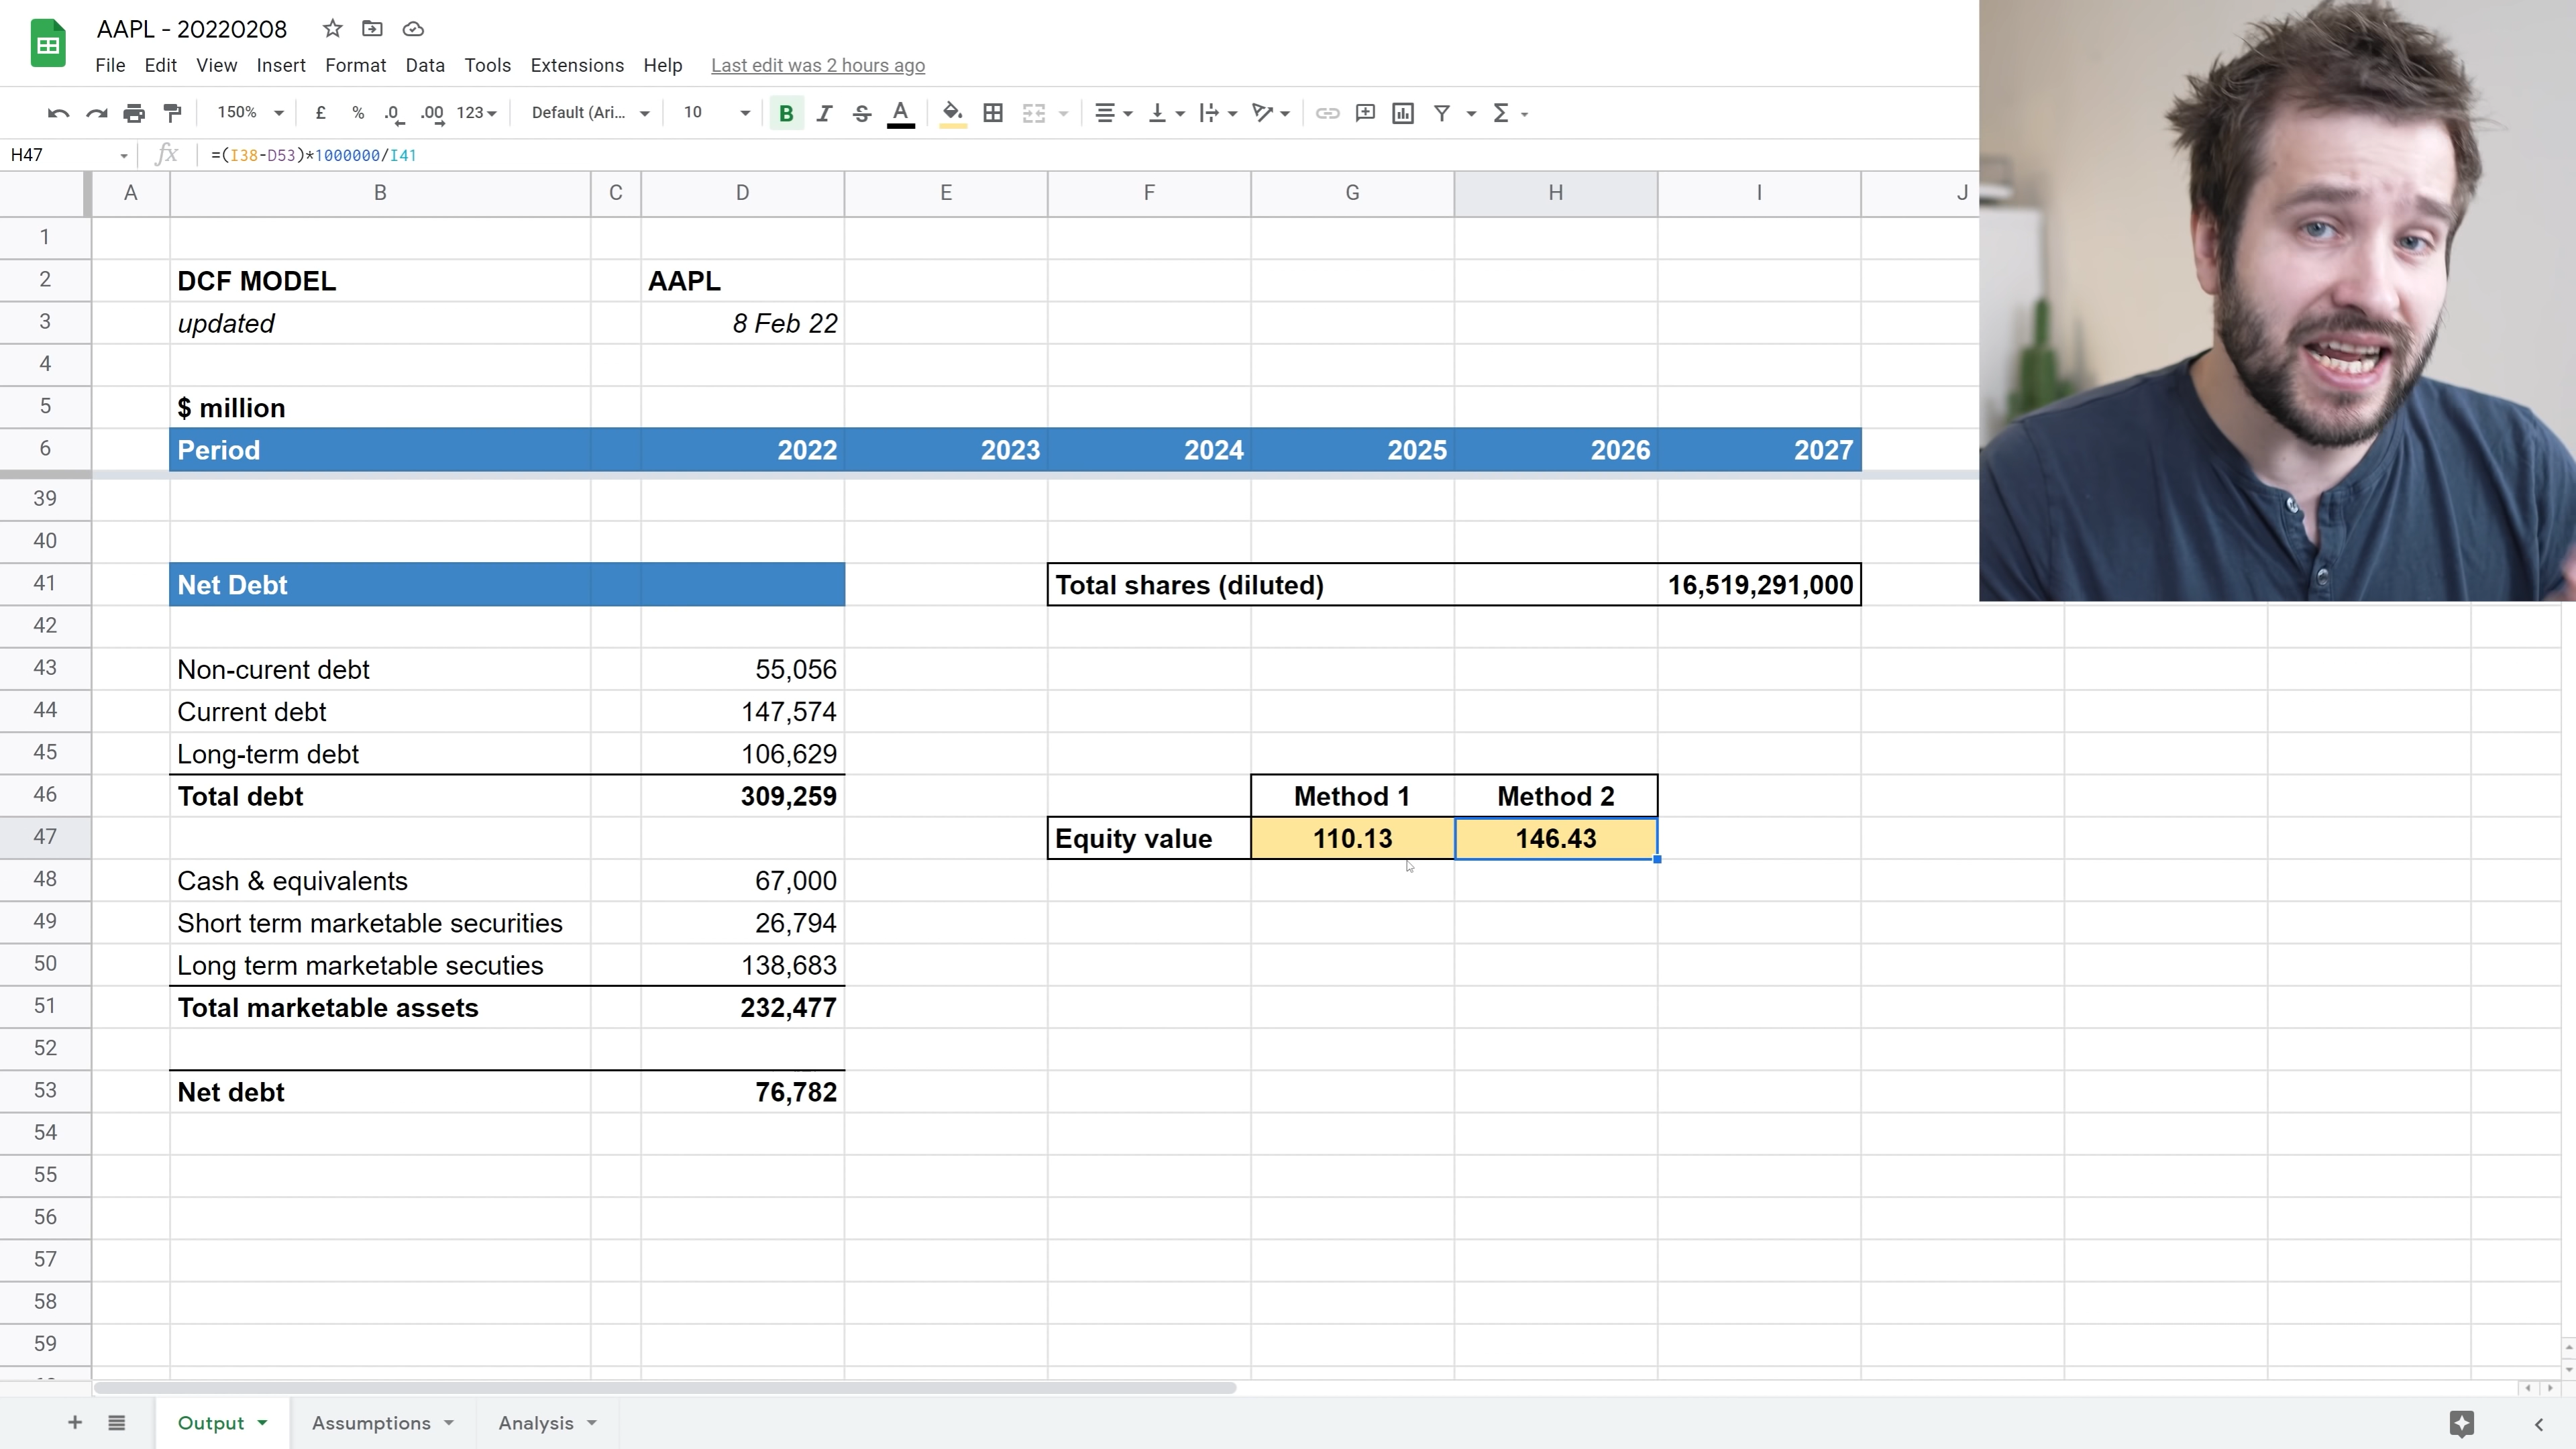 AAPL - 20220208
File Edit View Insert Format Data Tools Extensions Help Last edit was 2 hours ago
150% £ % .0 .00 123 Default (Ari... 10 B I S A Σ
H47 fx =(I38-D53)*1000000/I41
A B C D E F G H I J
1
2 DCF MODEL AAPL
3 updated 8 Feb 22
4
5 $ million
6 Period 2022 2023 2024 2025 2026 2027
39
40
41 Net Debt Total shares (diluted) 16,519,291,000
42
43 Non-curent debt 55,056
44 Current debt 147,574
45 Long-term debt 106,629
46 Total debt 309,259 Method 1 Method 2
47 Equity value 110.13 146.43
48 Cash & equivalents 67,000
49 Short term marketable securities 26,794
50 Long term marketable secuties 138,683
51 Total marketable assets 232,477
52
53 Net debt 76,782
54
55
56
57
58
59
Output Assumptions Analysis